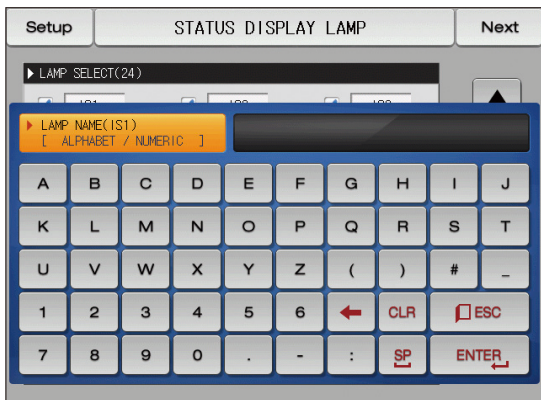 Setup STATUS DISPLAY LAMP Next
LAMP SELECT(24)
LAMP NAME(IS1)
[ ALPHABET / NUMERIC ]
A B C D E F G H I J
K L M N O P Q R S T
U V W X Y Z ( ) # _
1 2 3 4 5 6 CLR ESC
7 8 9 0 . - : SP ENTER